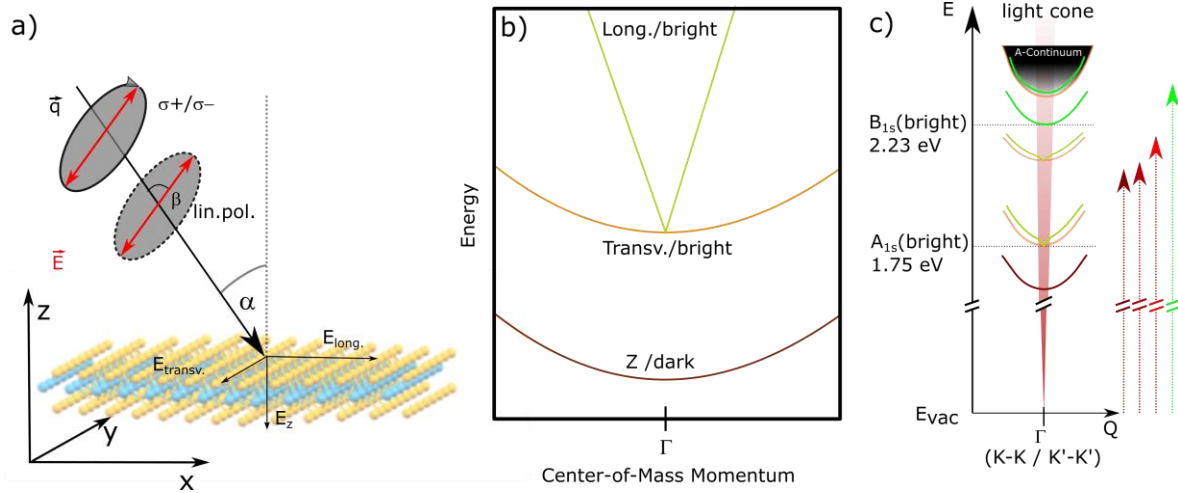 a)
q
σ+/σ−
β
lin.pol.
E
α
z
E_long.
E_transv.
E_z
y
x
b)
Long./bright
Energy
Transv./bright
Z /dark
Γ
Center-of-Mass Momentum
c)
E
light cone
A-Continuum
B1s(bright)
2.23 eV
A1s(bright)
1.75 eV
Evac
Γ
Q
(K-K / K'-K')